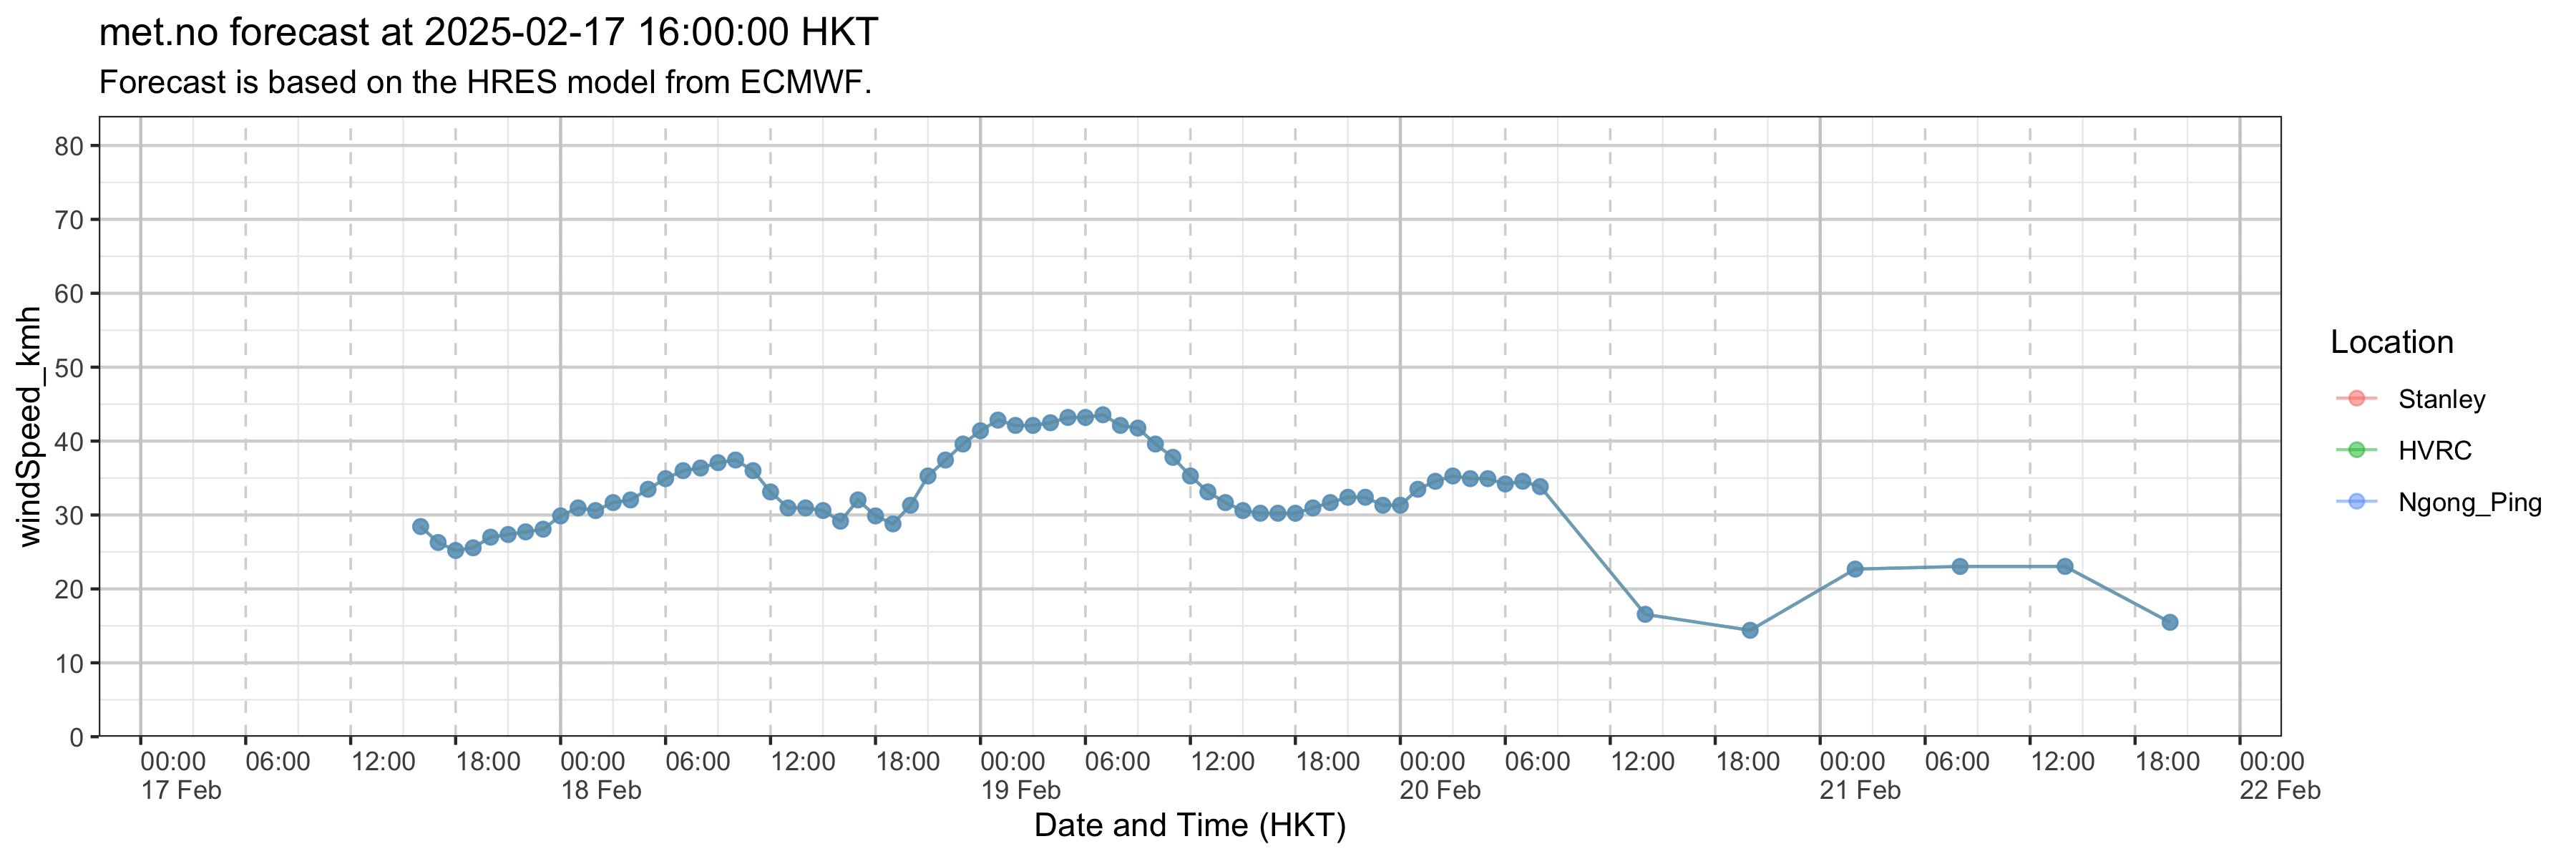 met.no forecast at 2025-02-17 16:00:00 HKT
Forecast is based on the HRES model from ECMWF.
windSpeed_kmh
80
70
60
50
40
30
20
10
0
00:00 06:00 12:00 18:00 00:00 06:00 12:00 18:00 00:00 06:00 12:00 18:00 00:00 06:00 12:00 18:00 00:00 06:00 12:00 18:00 00:00
17 Feb 18 Feb 19 Feb 20 Feb 21 Feb 22 Feb
Date and Time (HKT)
Location
Stanley
HVRC
Ngong_Ping